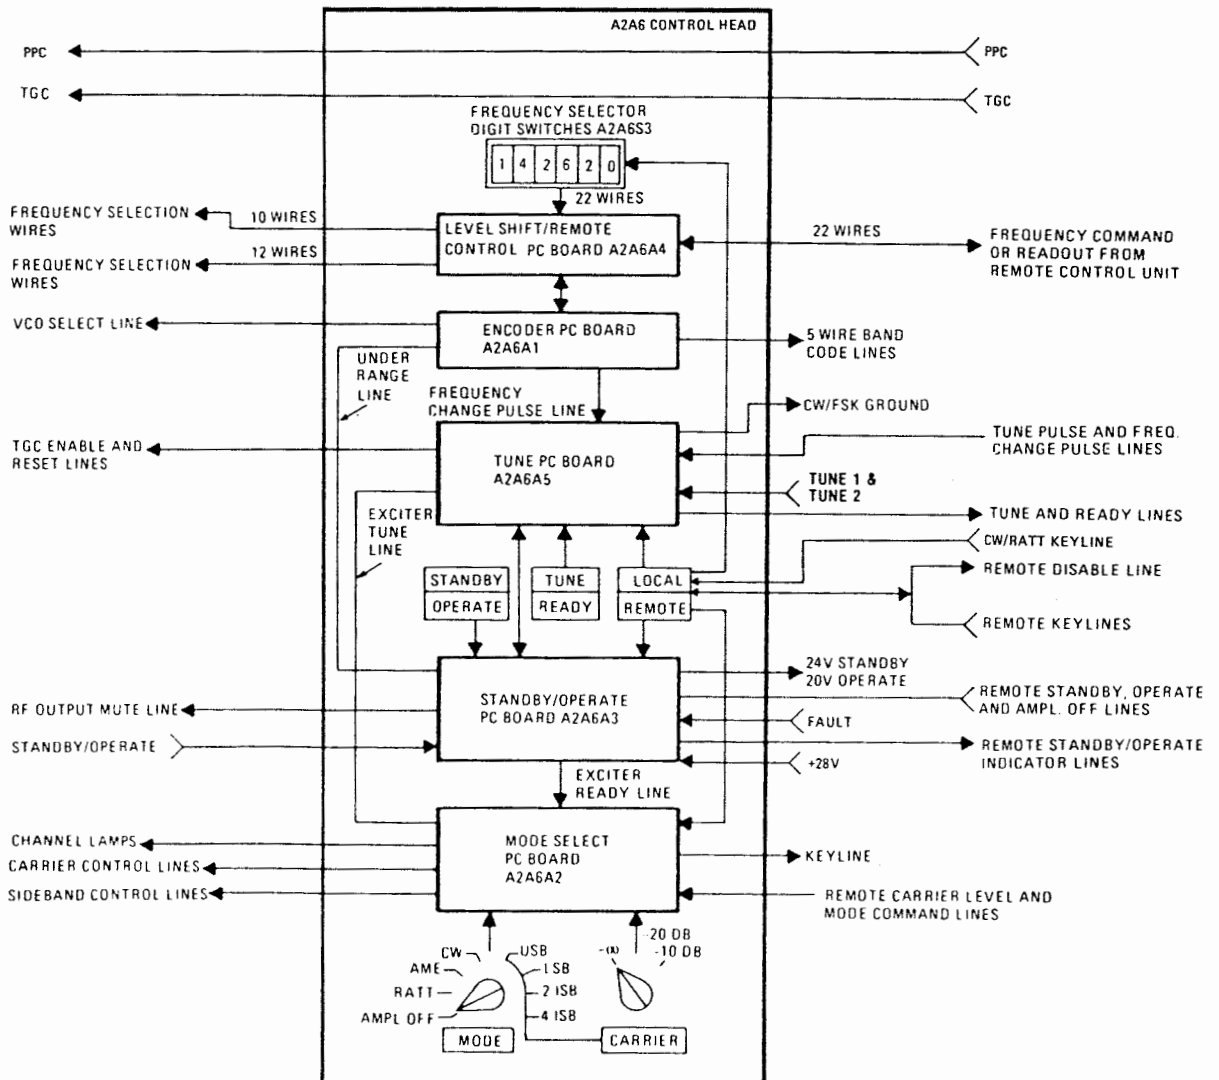 A2A6 CONTROL HEAD
PPC
PPC
TGC
TGC
FREQUENCY SELECTOR
DIGIT SWITCHES A2A6S3
1 4 2 6 2 0
22 WIRES
FREQUENCY SELECTION
WIRES
10 WIRES
LEVEL SHIFT/REMOTE
CONTROL PC BOARD A2A6A4
22 WIRES
FREQUENCY COMMAND
OR READOUT FROM
REMOTE CONTROL UNIT
12 WIRES
FREQUENCY SELECTION
WIRES
VCO SELECT LINE
ENCODER PC BOARD
A2A6A1
5 WIRE BAND
CODE LINES
UNDER
RANGE
LINE
FREQUENCY
CHANGE PULSE LINE
CW/FSK GROUND
TGC ENABLE AND
RESET LINES
TUNE PC BOARD
A2A6A5
TUNE PULSE AND FREQ.
CHANGE PULSE LINES
TUNE 1 &
TUNE 2
EXCITER
TUNE
LINE
TUNE AND READY LINES
CW/RATT KEYLINE
STANDBY
OPERATE
TUNE
READY
LOCAL
REMOTE
REMOTE DISABLE LINE
REMOTE KEYLINES
24V STANDBY
20V OPERATE
RF OUTPUT MUTE LINE
STANDBY/OPERATE
PC BOARD A2A6A3
REMOTE STANDBY, OPERATE
AND AMPL. OFF LINES
FAULT
STANDBY/OPERATE
REMOTE STANDBY/OPERATE
INDICATOR LINES
+28V
EXCITER
READY LINE
CHANNEL LAMPS
CARRIER CONTROL LINES
SIDEBAND CONTROL LINES
MODE SELECT
PC BOARD
A2A6A2
KEYLINE
REMOTE CARRIER LEVEL AND
MODE COMMAND LINES
CW
AME
RATT
AMPL OFF
USB
LSB
2 ISB
4 ISB
-∞
-20 DB
-10 DB
MODE
CARRIER